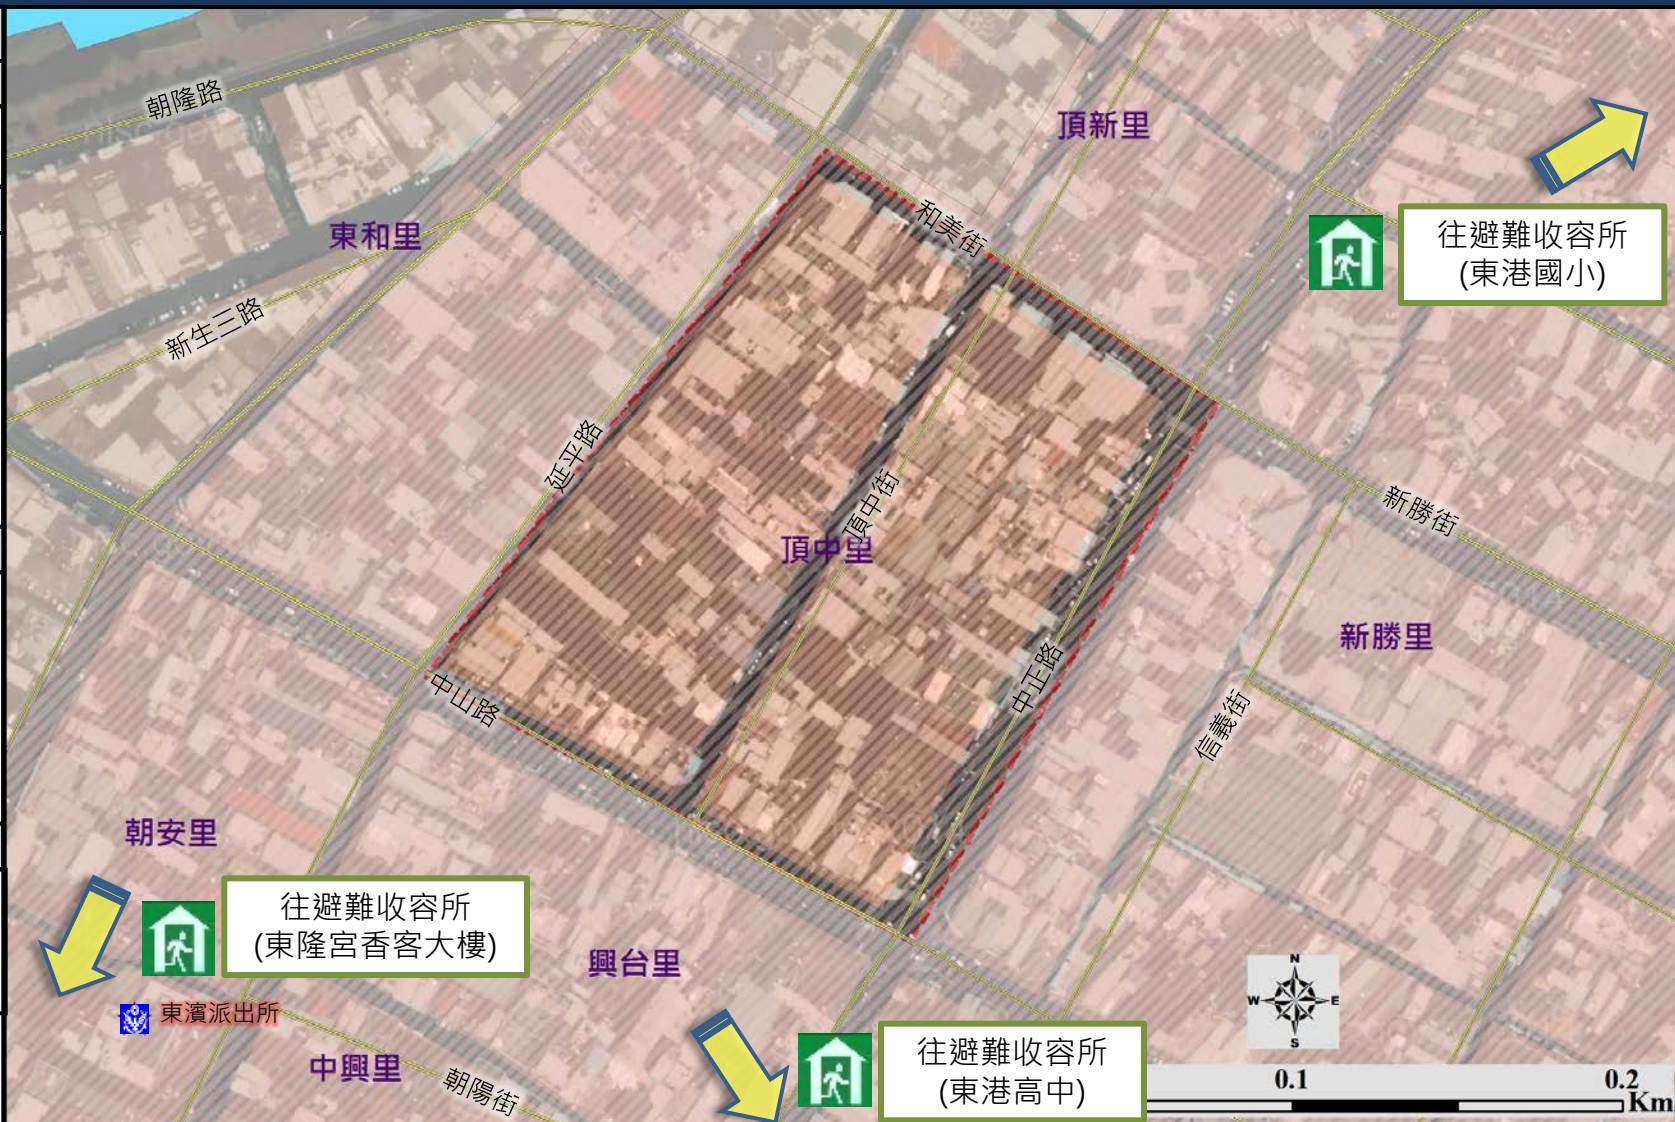 朝隆路
頂新里
和美街
東和里
往避難收容所
(東港國小)
新生三路
延平路
頂中街
新勝街
頂中里
新勝里
中正路
中山路
信義街
朝安里
往避難收容所
(東隆宮香客大樓)
興台里
東濱派出所
中興里
朝陽街
往避難收容所
(東港高中)
N
W
E
S
0.1
0.2
Km